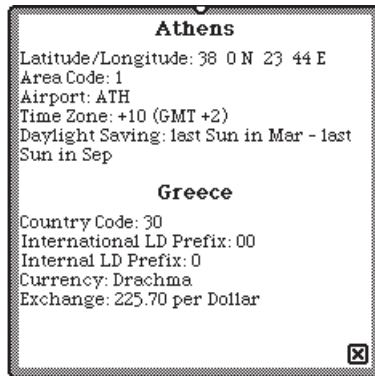 Athens
Latitude/Longitude: 38 0 N 23 44 E
Area Code: 1
Airport: ATH
Time Zone: +10 (GMT +2)
Daylight Saving: last Sun in Mar - last
Sun in Sep
Greece
Country Code: 30
International LD Prefix: 00
Internal LD Prefix: 0
Currency: Drachma
Exchange: 225.70 per Dollar